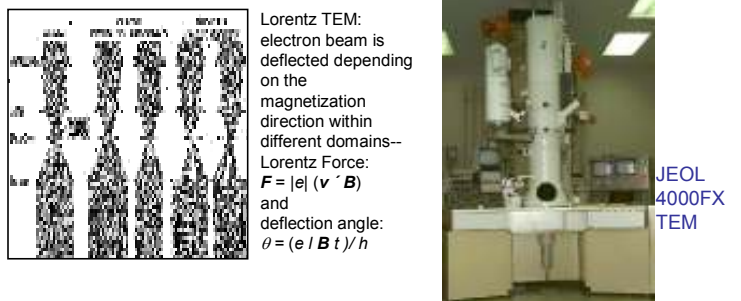 Lorentz TEM:
electron beam is
deflected depending
on the
magnetization
direction within
different domains--
Lorentz Force:
F = |e| (v ´ B)
and
deflection angle:
θ = (e l B t )/ h
JEOL
4000FX
TEM